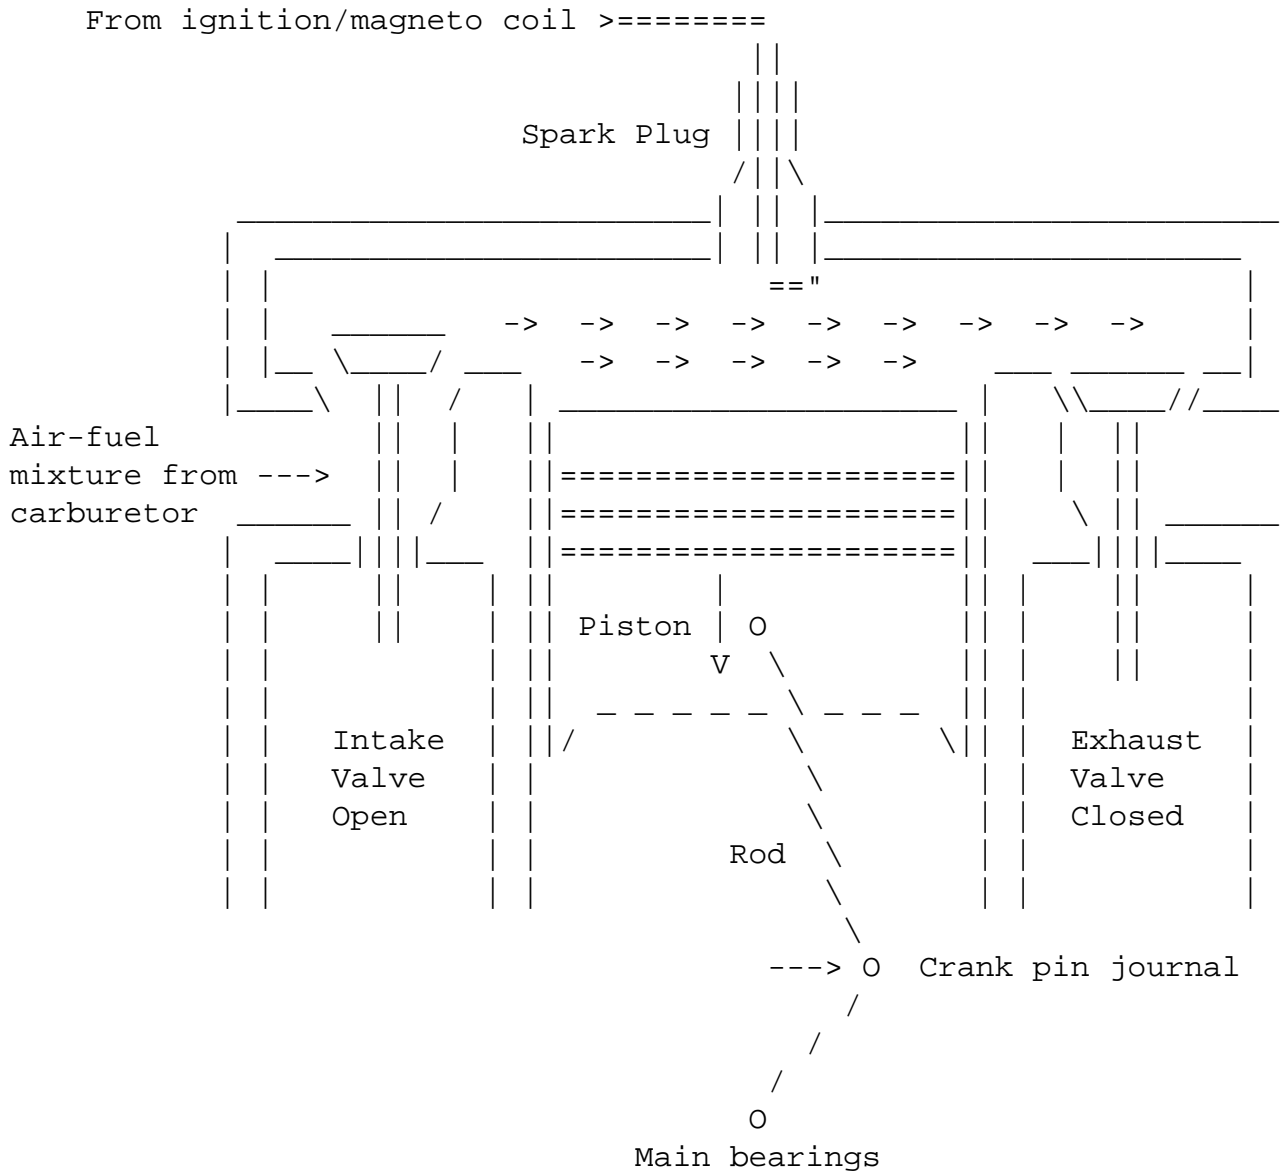 From ignition/magneto coil
Spark Plug
Air-fuel
mixture from
carburetor
Piston
Intake
Valve
Open
Exhaust
Valve
Closed
Rod
Crank pin journal
Main bearings